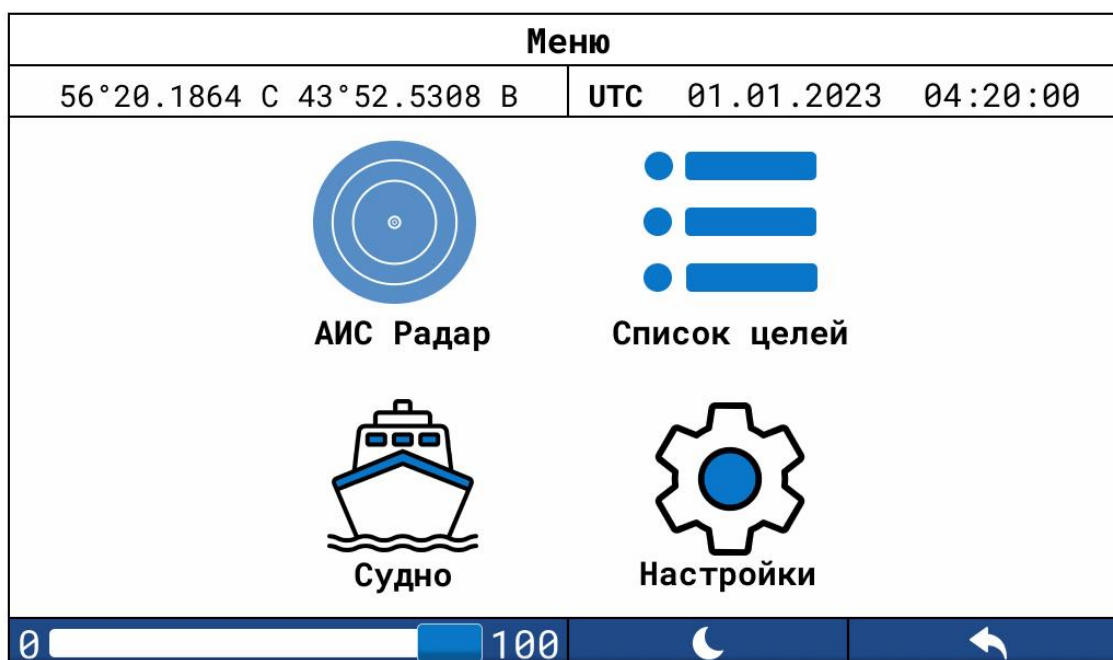 Меню
56°20.1864 С 43°52.5308 В UTC 01.01.2023 04:20:00
АИС Радар Список целей
Судно Настройки
0 100